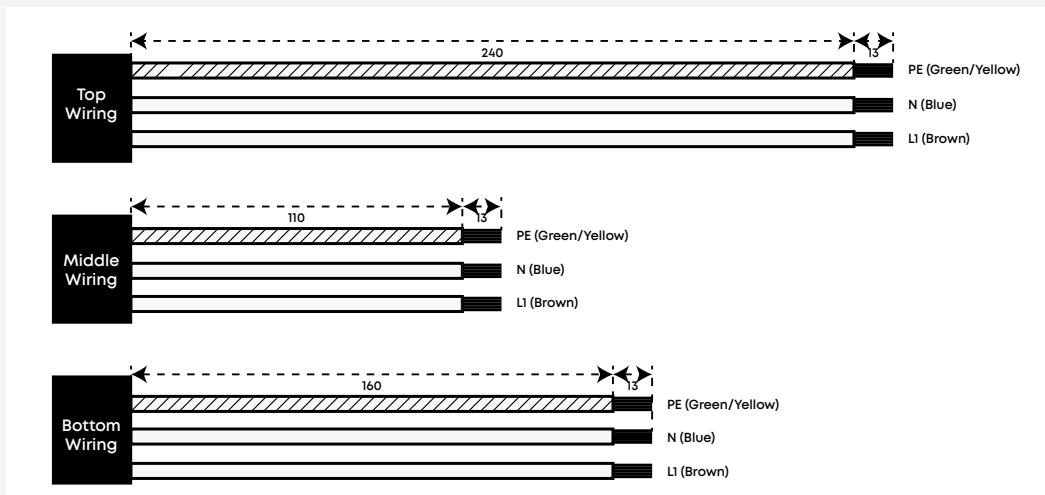 240
13
Top
Wiring
PE (Green/Yellow)
N (Blue)
L1 (Brown)
110
13
Middle
Wiring
PE (Green/Yellow)
N (Blue)
L1 (Brown)
160
13
Bottom
Wiring
PE (Green/Yellow)
N (Blue)
L1 (Brown)